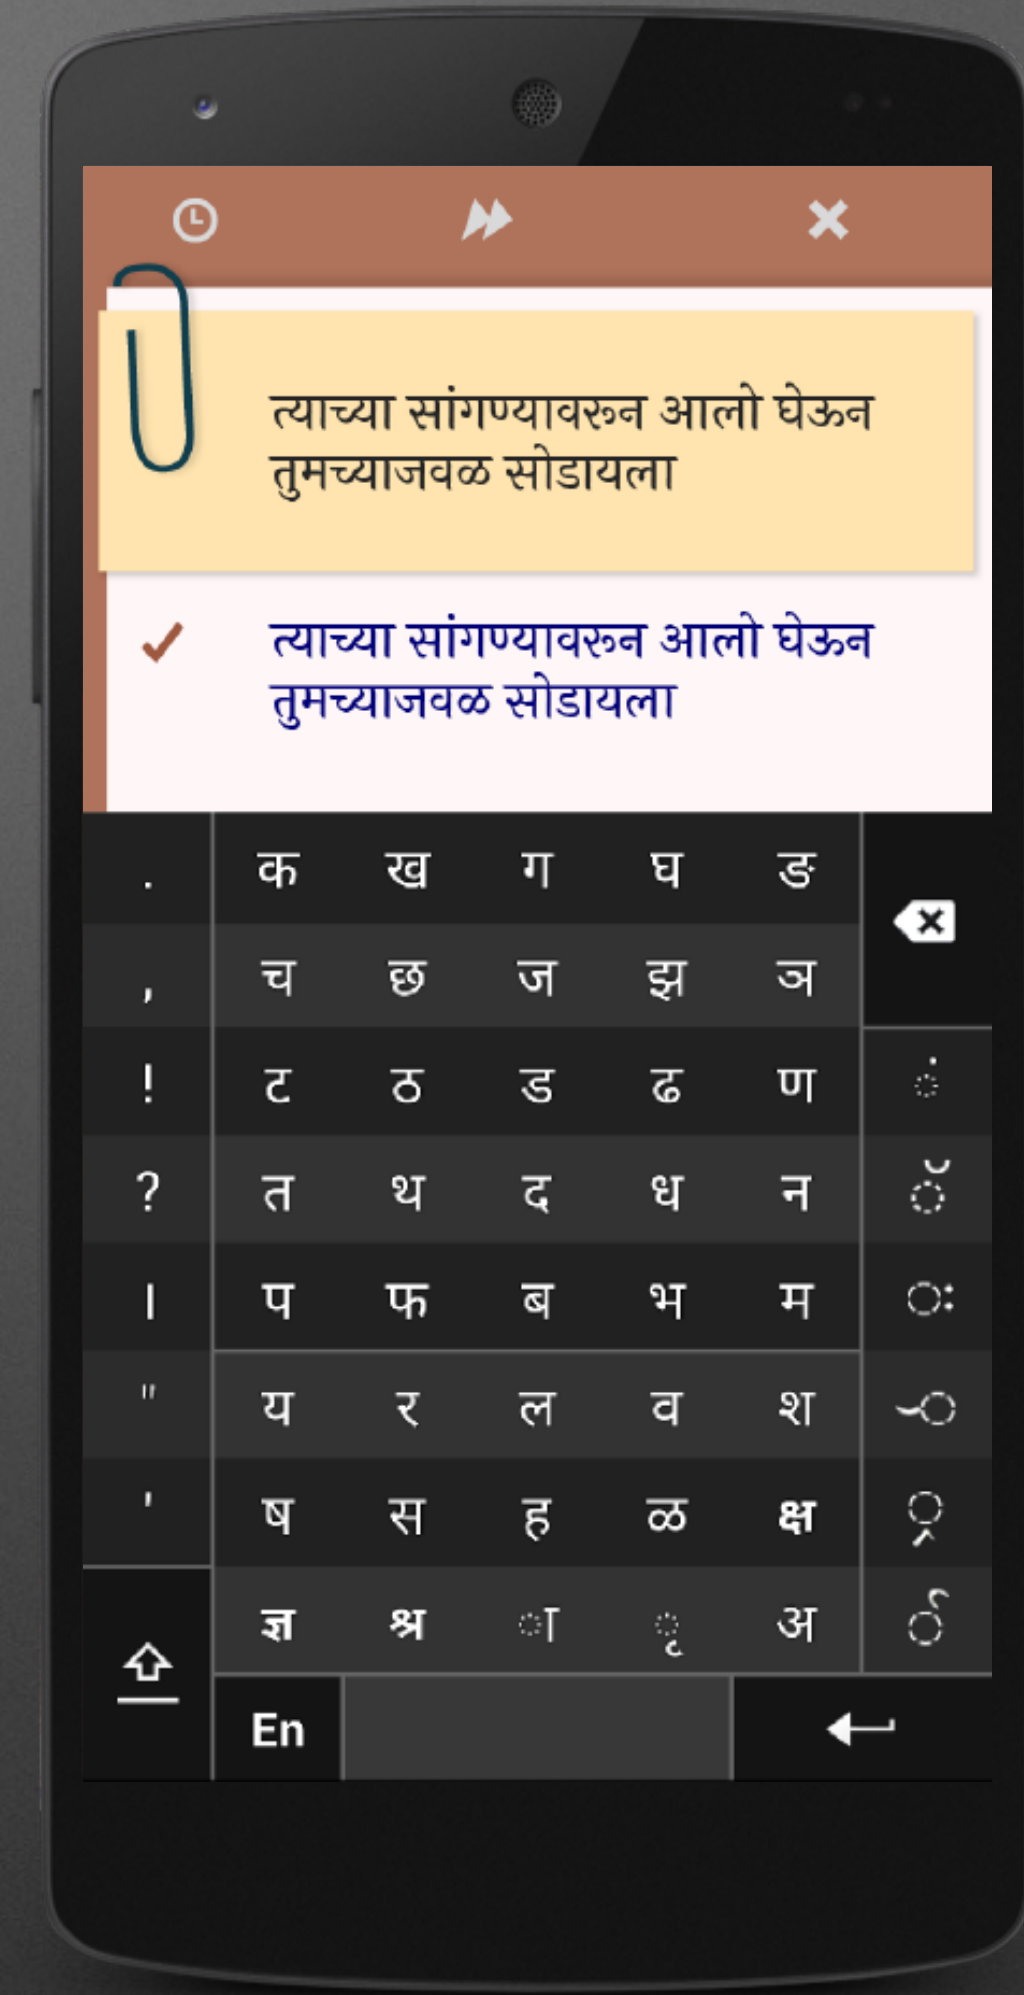 त्याच्या सांगण्यावरून आलो घेऊन
तुमच्याजवळ सोडायला
त्याच्या सांगण्यावरून आलो घेऊन
तुमच्याजवळ सोडायला
. क ख ग घ ङ
, च छ ज झ ञ
! ट ठ ड ढ ण ं
? त थ द ध न ॅ
। प फ ब भ म ः
" य र ल व श
' ष स ह ळ क्ष ्र
ज्ञ श्र ा ृ अ र्
En